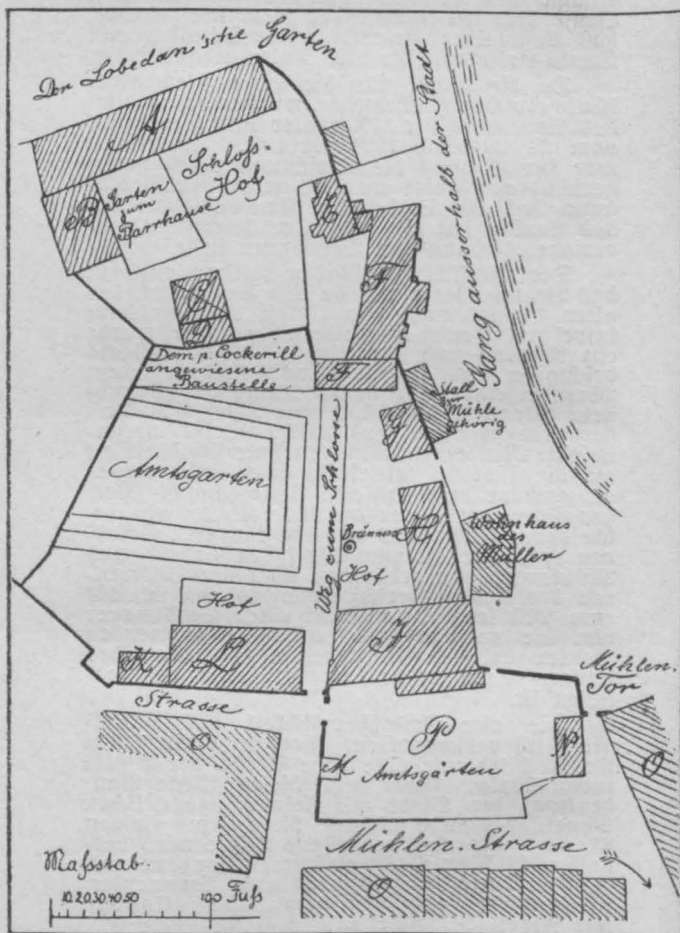 Der Lobedan'sche Garten
A
Schloss-
Hof
B
Garten
zum
Pfarrhause
E
F
Gang ausserhalb der Stadt
C
D
Dem p. Cockerill
angewiesene
Baustelle
F
Stall
zur
Mühle
gehörig
G
Amtsgarten
Weg zum Schlosse
Brunnen
H
Wohnhaus
des
Müller
Hof
Hof
J
K
L
Mühlen-
Tor
Strasse
O
P
N
O
M
Amtsgärten
Mühlen-Strasse
Maßstab.
10.20.30.40.50
100
Fuss
O